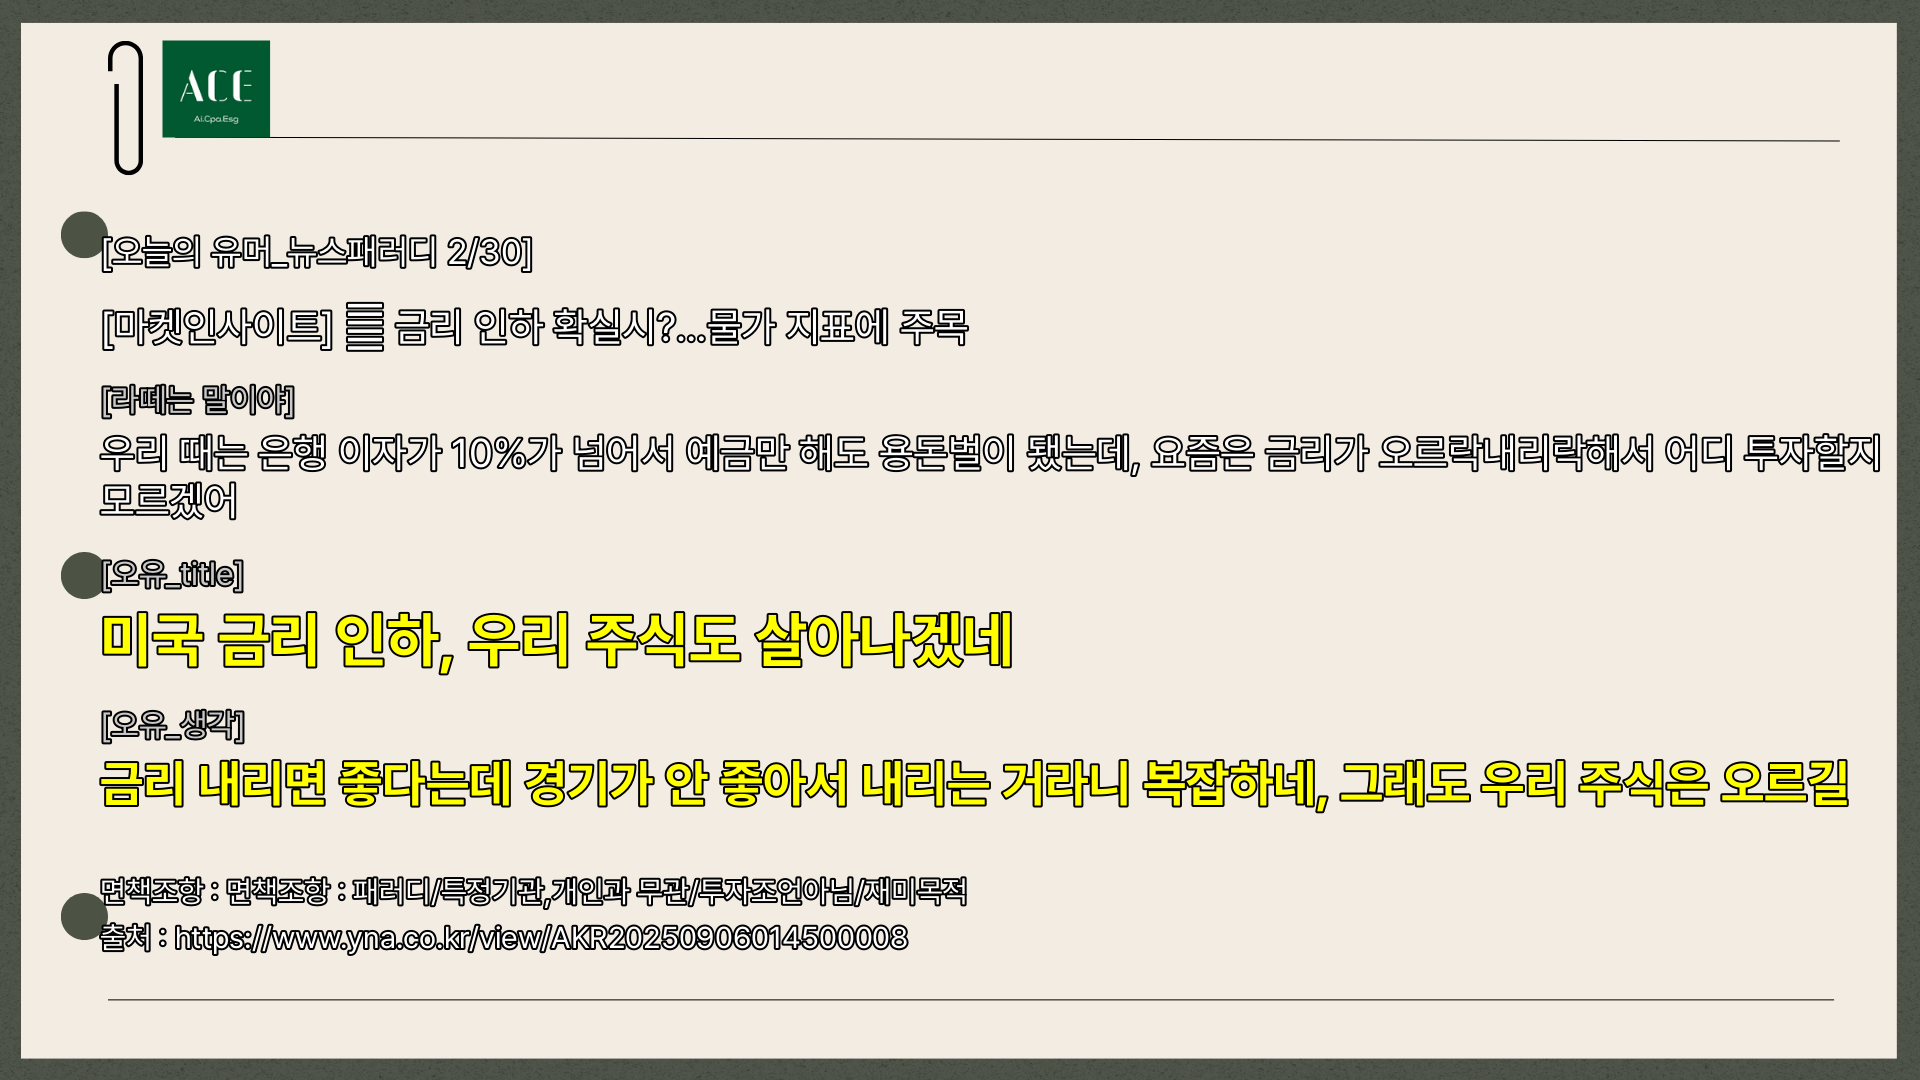 ACE
Ai.Cpa.Esg
[오늘의 유머_뉴스패러디 2/30]
[마켓인사이트] 금리 인하 확실시?...물가 지표에 주목
[라떼는 말이야]
우리 때는 은행 이자가 10%가 넘어서 예금만 해도 용돈벌이 됐는데, 요즘은 금리가 오르락내리락해서 어디 투자할지
모르겠어
[오유_title]
미국 금리 인하, 우리 주식도 살아나겠네
[오유_생각]
금리 내리면 좋다는데 경기가 안 좋아서 내리는 거라니 복잡하네, 그래도 우리 주식은 오르길
면책조항 : 면책조항 : 패러디/특정기관,개인과 무관/투자조언아님/재미목적
출처 : https://www.yna.co.kr/view/AKR20250906014500008